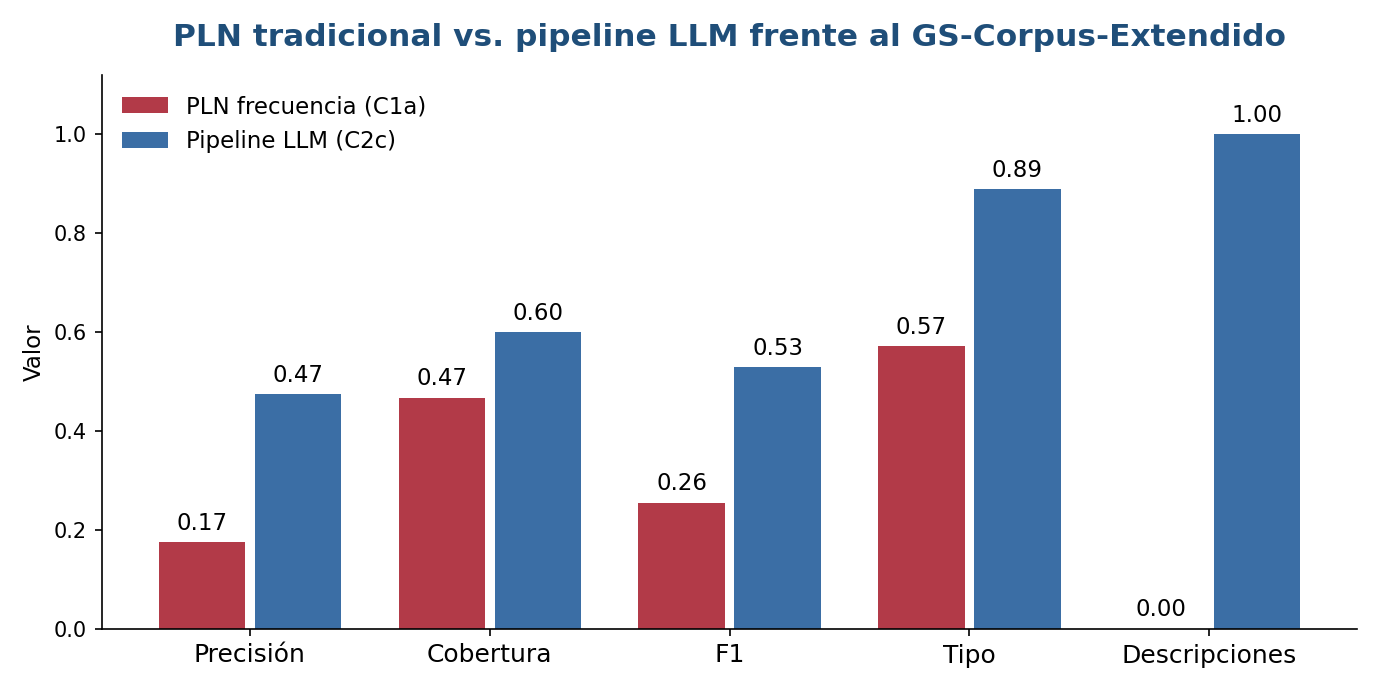 PLN tradicional vs. pipeline LLM frente al GS-Corpus-Extendido
PLN frecuencia (C1a)
Pipeline LLM (C2c)
Valor
1.0
0.8
0.6
0.4
0.2
0.0
0.17
0.47
0.47
0.60
0.26
0.53
0.57
0.89
0.00
1.00
Precisión
Cobertura
F1
Tipo
Descripciones